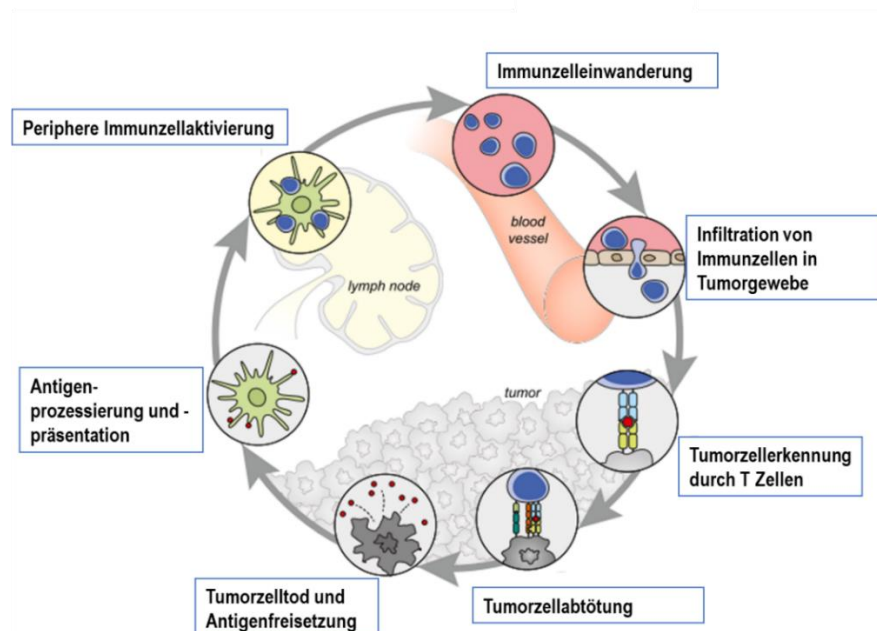 Immunzelleinwanderung
Periphere Immunzellaktivierung
blood
vessel
Infiltration von
Immunzellen in
Tumorgewebe
lymph node
Antigen-
prozessierung und -
präsentation
tumor
Tumorzellerkennung
durch T Zellen
Tumorzelltod und
Antigenfreisetzung
Tumorzellabtötung